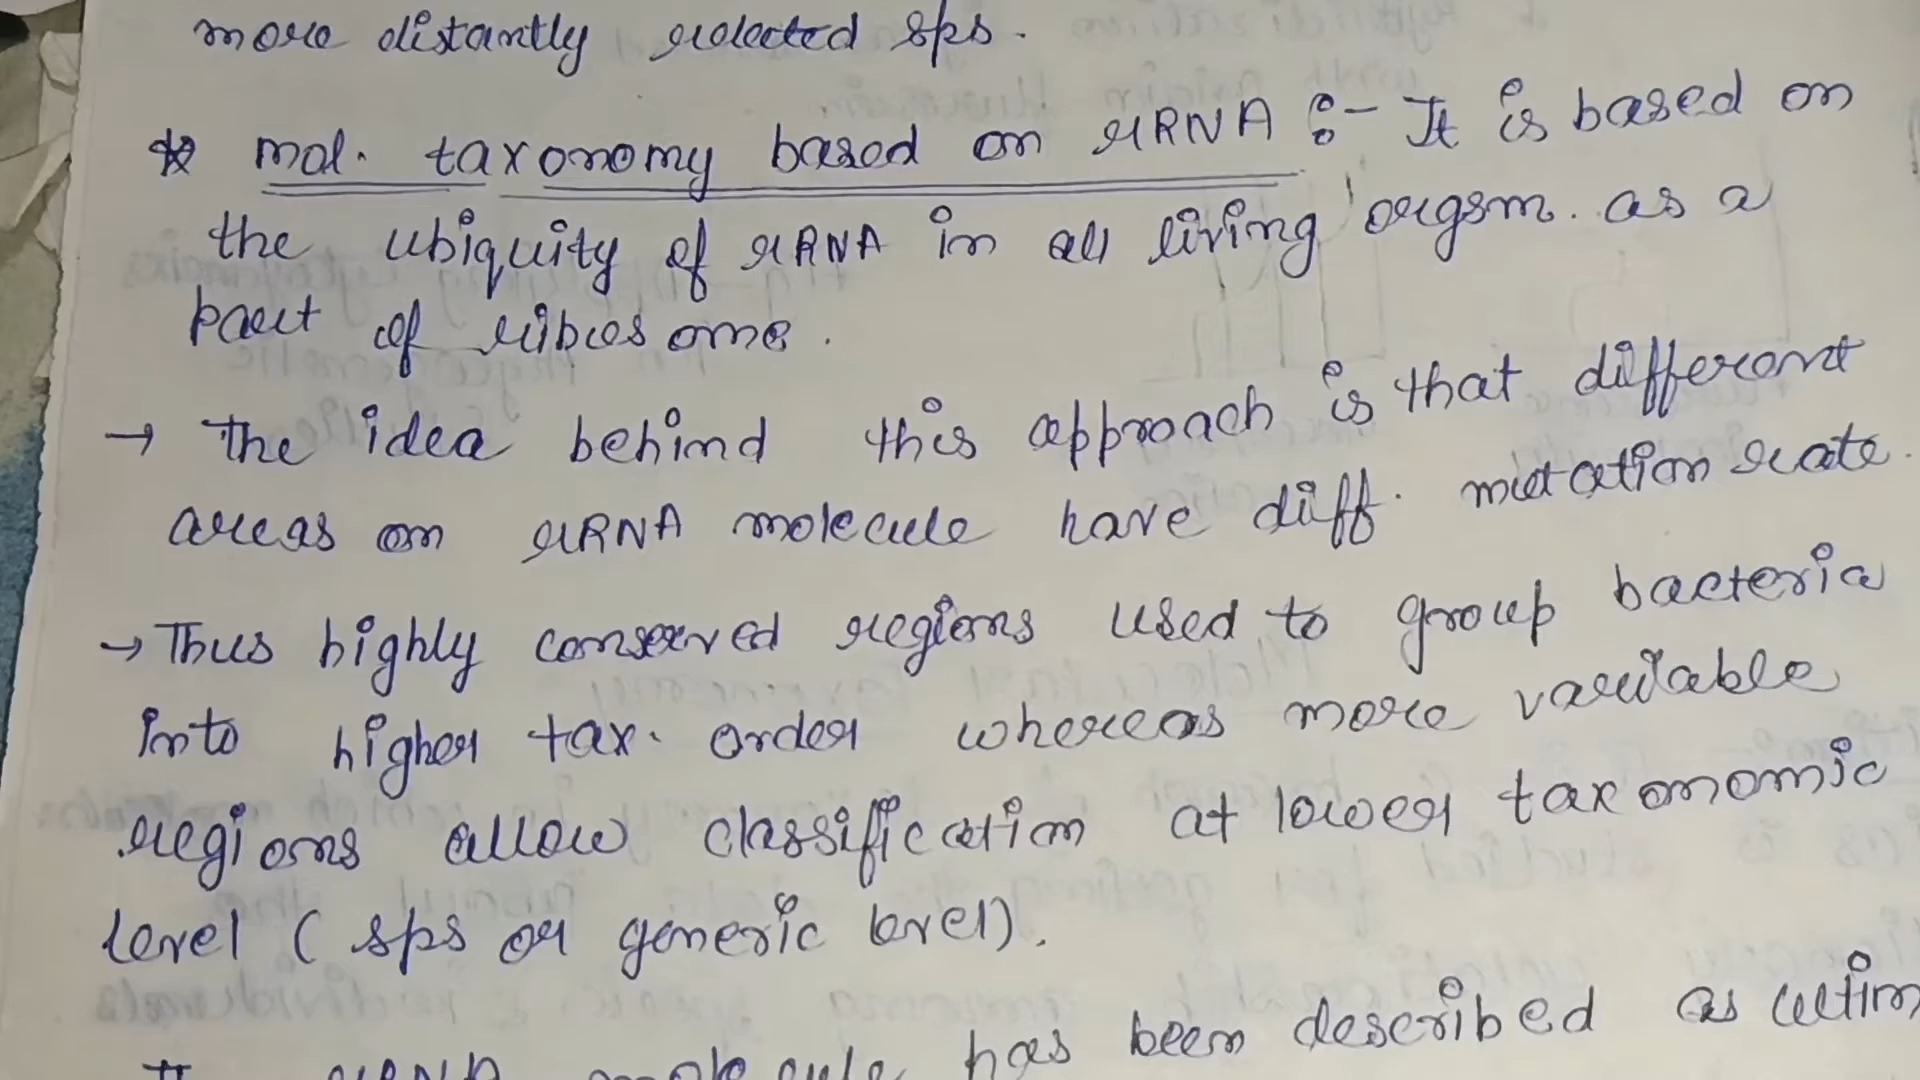 more distantly related sps.
* mol. taxonomy based on rRNA :- It is based on
the ubiquity of rRNA in all living orgsm. as a
part of ribosome.
→ The idea behind this approach is that different
areas on rRNA molecule have diff. mutation rate.
→ Thus highly conserved regions used to group bacteria
into higher tax. order whereas more variable
regions allow classification at lower taxonomic
level ( sps or generic level).
rRNA molecule has been described as